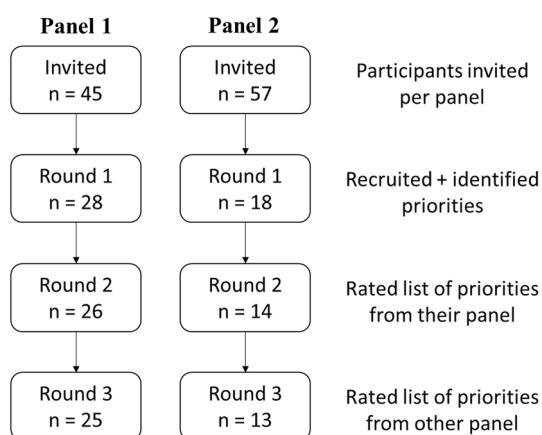 Panel 1
Panel 2
Invited
n = 45
Invited
n = 57
Participants invited
per panel
Round 1
n = 28
Round 1
n = 18
Recruited + identified
priorities
Round 2
n = 26
Round 2
n = 14
Rated list of priorities
from their panel
Round 3
n = 25
Round 3
n = 13
Rated list of priorities
from other panel